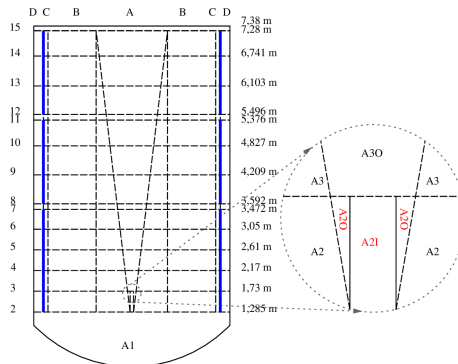 D C B A B C D
7,38 m
15 7,28 m
14 6,741 m
13 6,103 m
12 5,496 m
11 5,376 m
10 4,827 m
9 4,209 m
8 3,592 m
7 3,472 m
6 3,05 m
5 2,61 m
4 2,17 m
3 1,73 m
2 1,285 m
A1
A3O
A3 A3
A2O A2O
A2 A2I A2